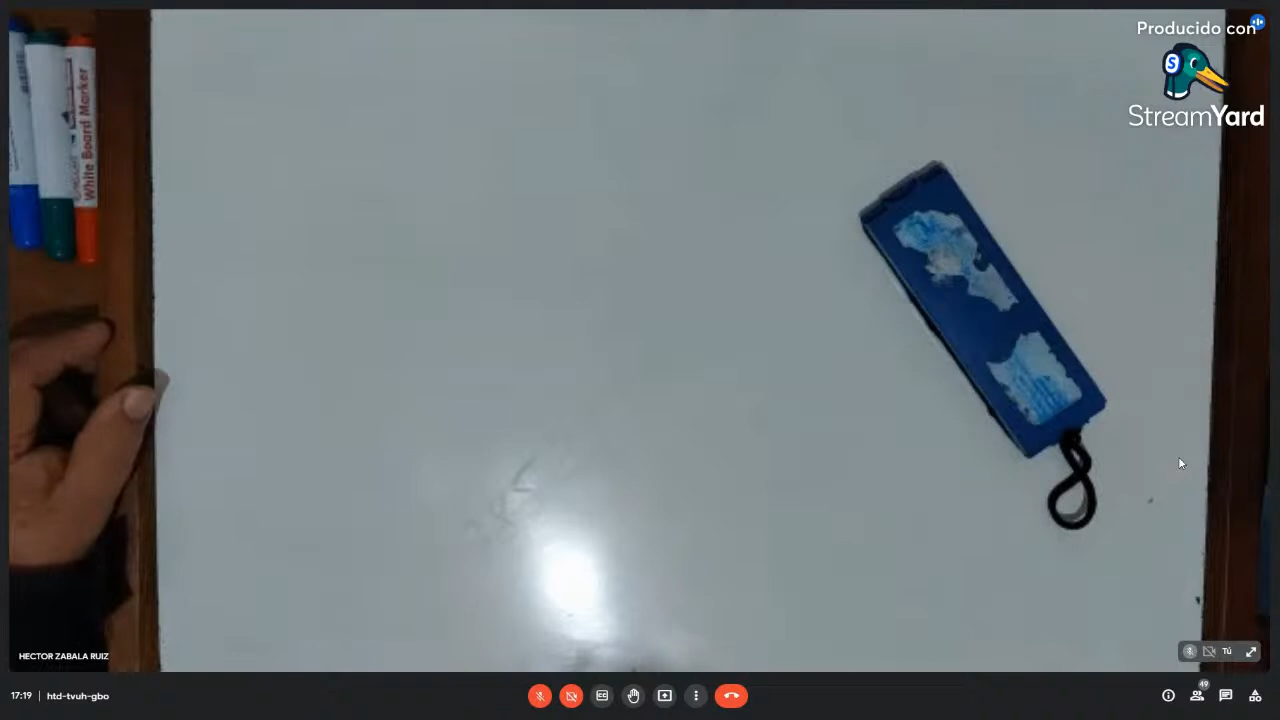 Producido con
StreamYard
White Board Marker
HECTOR ZABALA RUIZ
Tú
17:19 | htd-tvuh-gbo
49